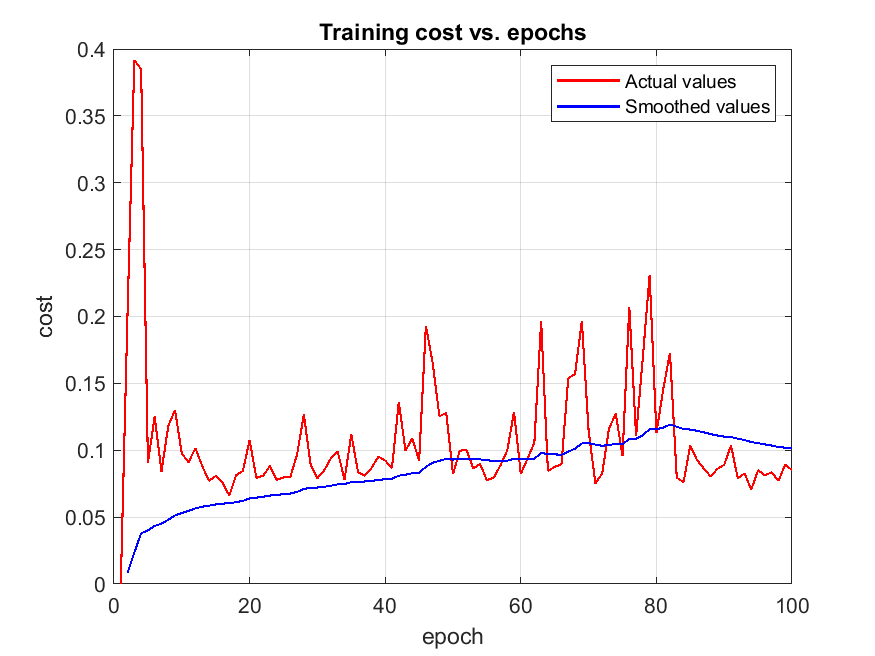 Training cost vs. epochs
Actual values
Smoothed values
0.4
0.35
0.3
0.25
0.2
0.15
0.1
0.05
0
cost
0 20 40 60 80 100
epoch